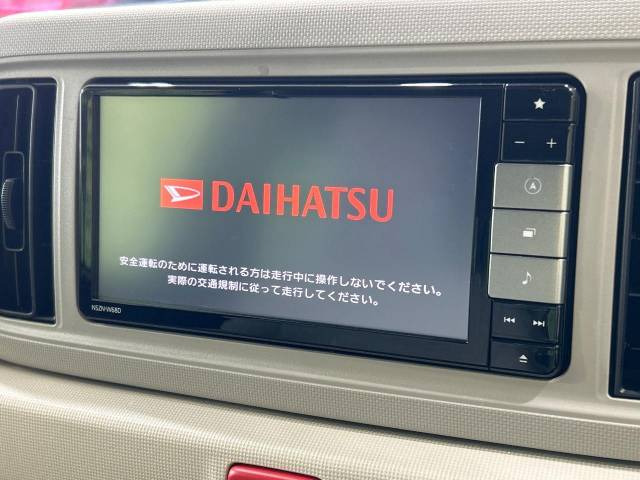 DAIHATSU
安全運転のために運転される方は走行中に操作しないでください。
実際の交通規制に従って走行してください。
NSZN-W68D